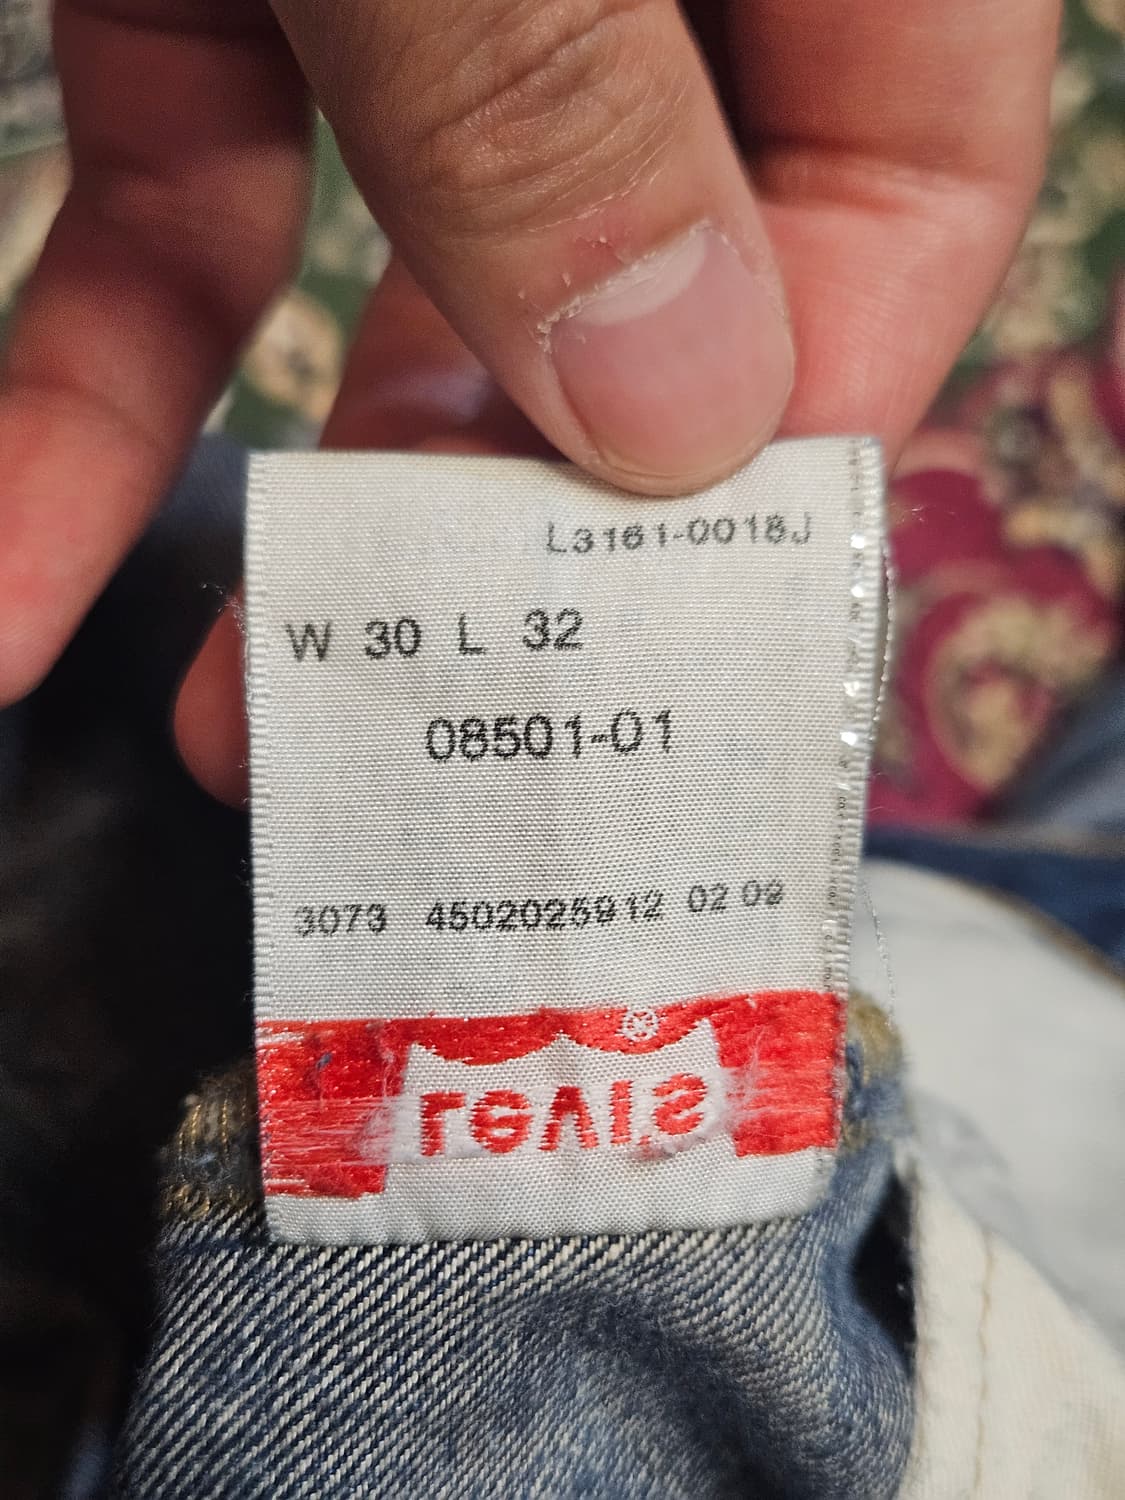 L3161-0018J
W 30 L 32
08501-01
3073 4502025912 02 09
Levi's ®